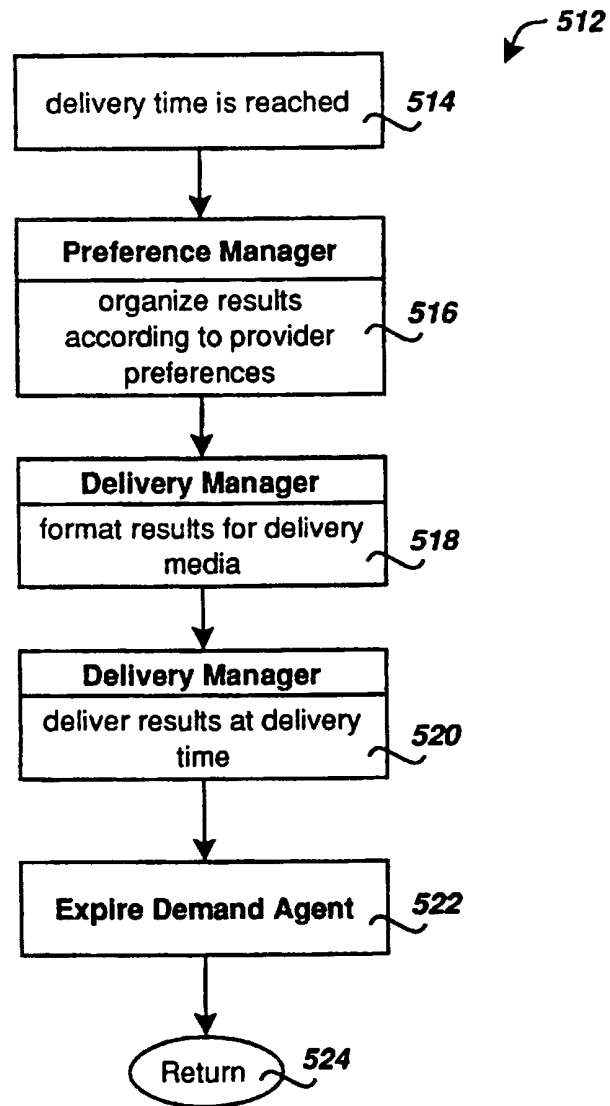 512
delivery time is reached
514
Preference Manager
organize results
according to provider
preferences
516
Delivery Manager
format results for delivery
media
518
Delivery Manager
deliver results at delivery
time
520
Expire Demand Agent
522
Return
524